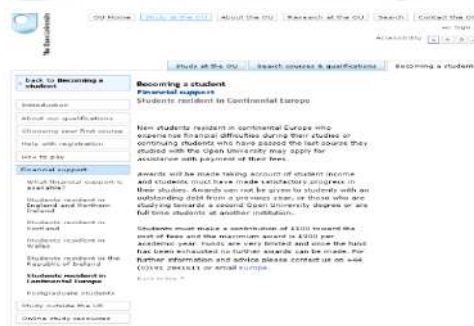 The Open University
OU Home
Study at the OU
About the OU
Research at the OU
Search
Contact the OU
Accessibility
Study at the OU
Search courses & qualifications
Becoming a student
back to Becoming a
student
Introduction
About our qualifications
Choosing your first course
Help with registration
How to pay
Financial support
What financial support is
available?
Students resident in
England and Northern
Ireland
Students resident in
Scotland
Students resident in
Wales
Students resident in the
Republic of Ireland
Students resident in
Continental Europe
Postgraduate students
Study outside the UK
Online study resources
Becoming a student
Financial support
Students resident in Continental Europe
New students resident in continental Europe who
experience financial difficulties during their studies or
continuing students who have passed the last course they
studied with the Open University may apply for
assistance with payment of their fees.
Awards will be made taking account of student income
and students must have made satisfactory progress in
their studies. Awards can not be given to students with an
outstanding debt from a previous year, or those who are
studying towards a second Open University degree or are
full time students at another institution.
Students must make a contribution of £100 toward the
cost of fees and the maximum award is £900 per
academic year. Funds are very limited and once the fund
has been exhausted no further awards can be made. For
further information and advice please contact us on +44
or email Europe.
Back to top